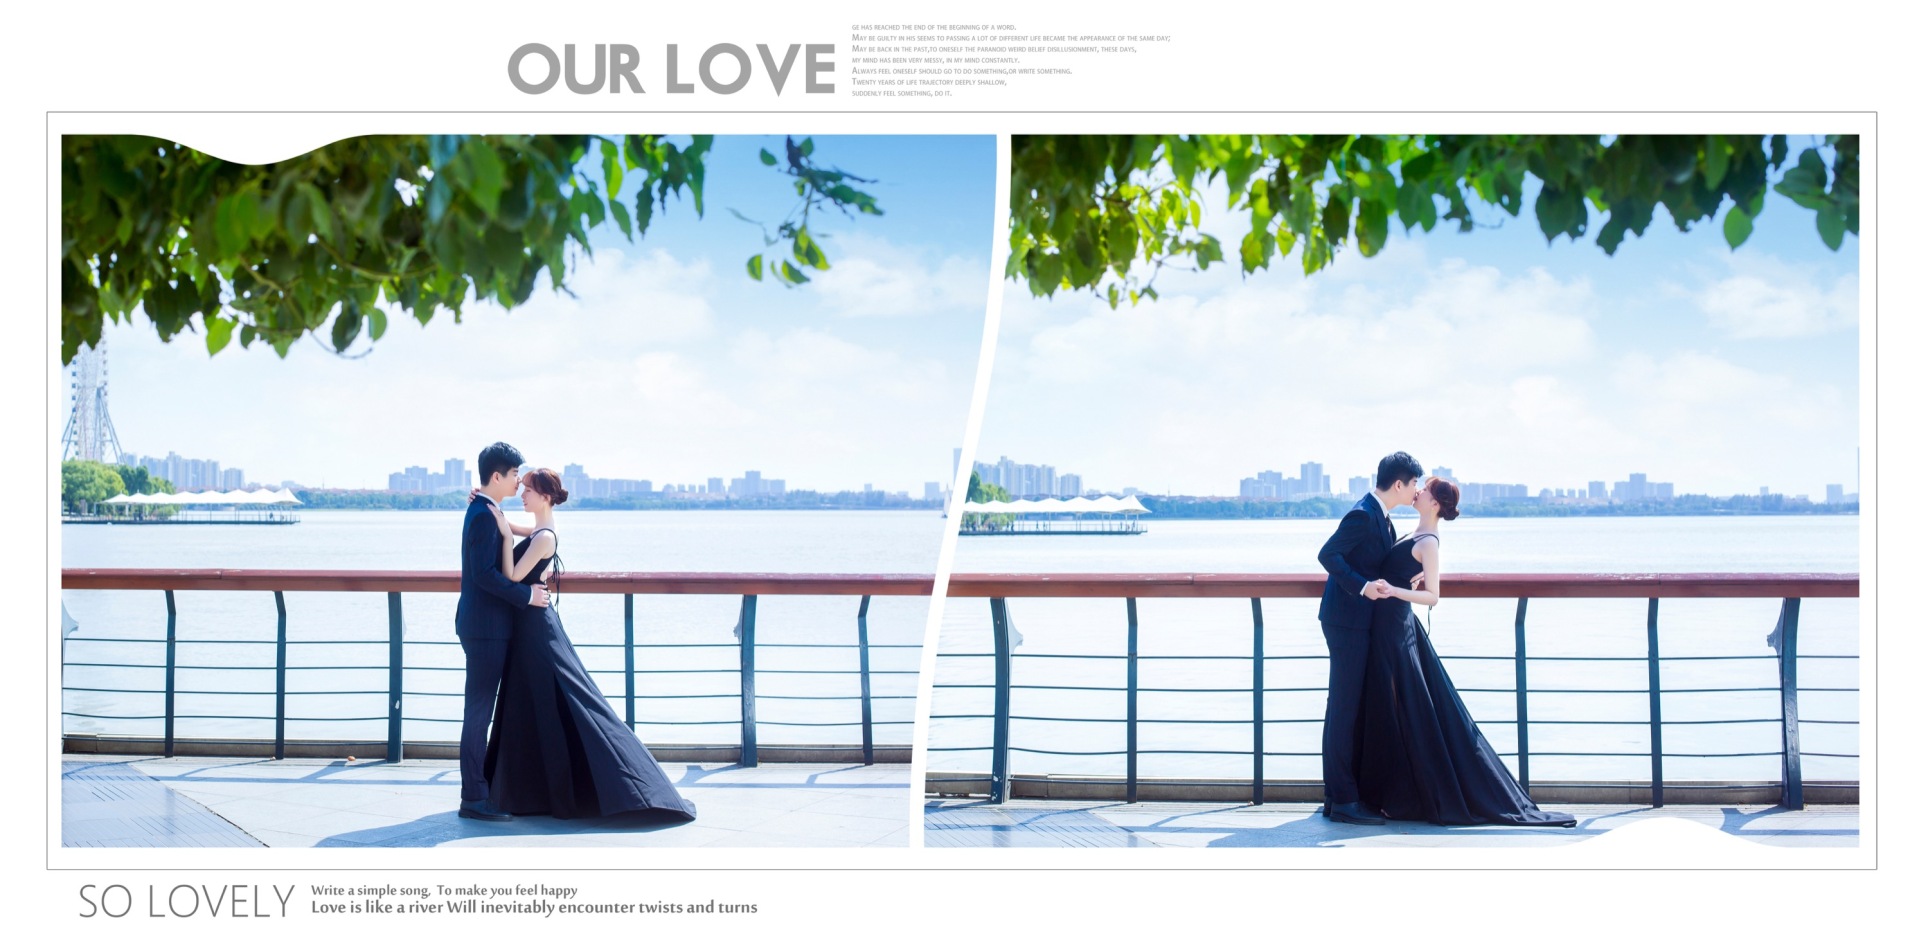 OUR LOVE
GE HAS REACHED THE END OF THE BEGINNING OF A WORD.
MAY BE GUILTY IN HIS SEEMS TO PASSING A LOT OF DIFFERENT LIFE BECAME THE APPEARANCE OF THE SAME DAY;
MAY BE BACK IN THE PAST,TO ONESELF THE PARANOID WEIRD BELIEF DISILLUSIONMENT, THESE DAYS,
MY MIND HAS BEEN VERY MESSY, IN MY MIND CONSTANTLY.
ALWAYS FEEL ONESELF SHOULD GO TO DO SOMETHING,OR WRITE SOMETHING.
TWENTY YEARS OF LIFE TRAJECTORY DEEPLY SHALLOW,
SUDDENLY FEEL SOMETHING, DO IT.
SO LOVELY
Write a simple song, To make you feel happy
Love is like a river Will inevitably encounter twists and turns